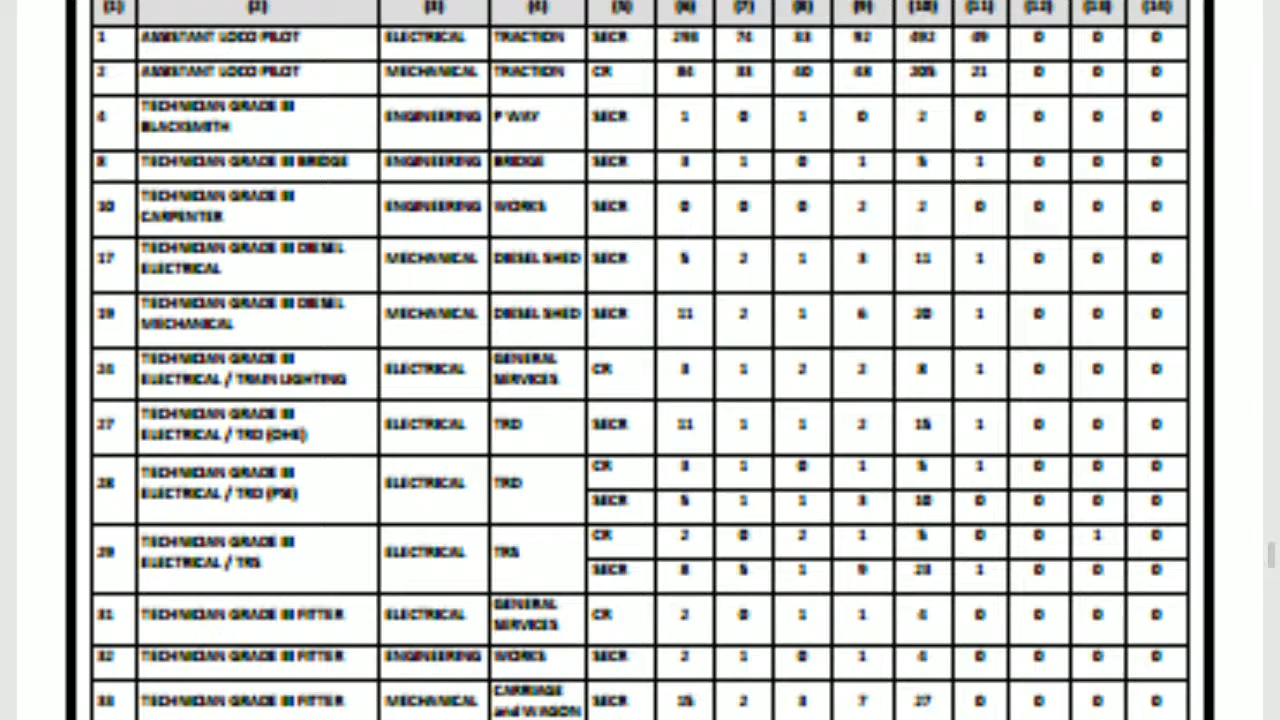 (1) (2) (3) (4) (5) (6) (7) (8) (9) (10) (11) (12) (13) (14)
1 ASSISTANT LOCO PILOT ELECTRICAL TRACTION SECR 293 74 33 92 492 49 0 0 0
2 ASSISTANT LOCO PILOT MECHANICAL TRACTION CR 84 33 40 48 205 21 0 0 0
4 TECHNICIAN GRADE III
BLACKSMITH ENGINEERING P WAY SECR 1 0 1 0 2 0 0 0 0
8 TECHNICIAN GRADE III BRIDGE ENGINEERING BRIDGE SECR 3 1 0 1 5 1 0 0 0
10 TECHNICIAN GRADE III
CARPENTER ENGINEERING WORKS SECR 0 0 0 2 2 0 0 0 0
17 TECHNICIAN GRADE III DIESEL
ELECTRICAL MECHANICAL DIESEL SHED SECR 5 2 1 3 11 1 0 0 0
19 TECHNICIAN GRADE III DIESEL
MECHANICAL MECHANICAL DIESEL SHED SECR 11 2 1 6 20 1 0 0 0
TECHNICIAN GRADE III
ELECTRICAL / TRAIN LIGHTING ELECTRICAL GENERAL
SERVICES CR 3 1 2 2 8 1 0 0 0
27 TECHNICIAN GRADE III
ELECTRICAL / TRD (OHE) ELECTRICAL TRD SECR 11 1 1 2 15 1 0 0 0
28 TECHNICIAN GRADE III
ELECTRICAL / TRD (PSI) ELECTRICAL TRD
CR 3 1 0 1 5 1 0 0 0
SECR 5 1 1 3 10 0 0 0 0
29 TECHNICIAN GRADE III
ELECTRICAL / TRS ELECTRICAL TRS
CR 2 0 2 1 5 0 0 1 0
SECR 8 5 1 9 23 1 0 0 0
31 TECHNICIAN GRADE III FITTER ELECTRICAL GENERAL
SERVICES CR 2 0 1 1 4 0 0 0 0
32 TECHNICIAN GRADE III FITTER ENGINEERING WORKS SECR 2 1 0 1 4 0 0 0 0
33 TECHNICIAN GRADE III FITTER MECHANICAL CARRIAGE
and WAGON SECR 15 2 3 7 27 0 0 0 0